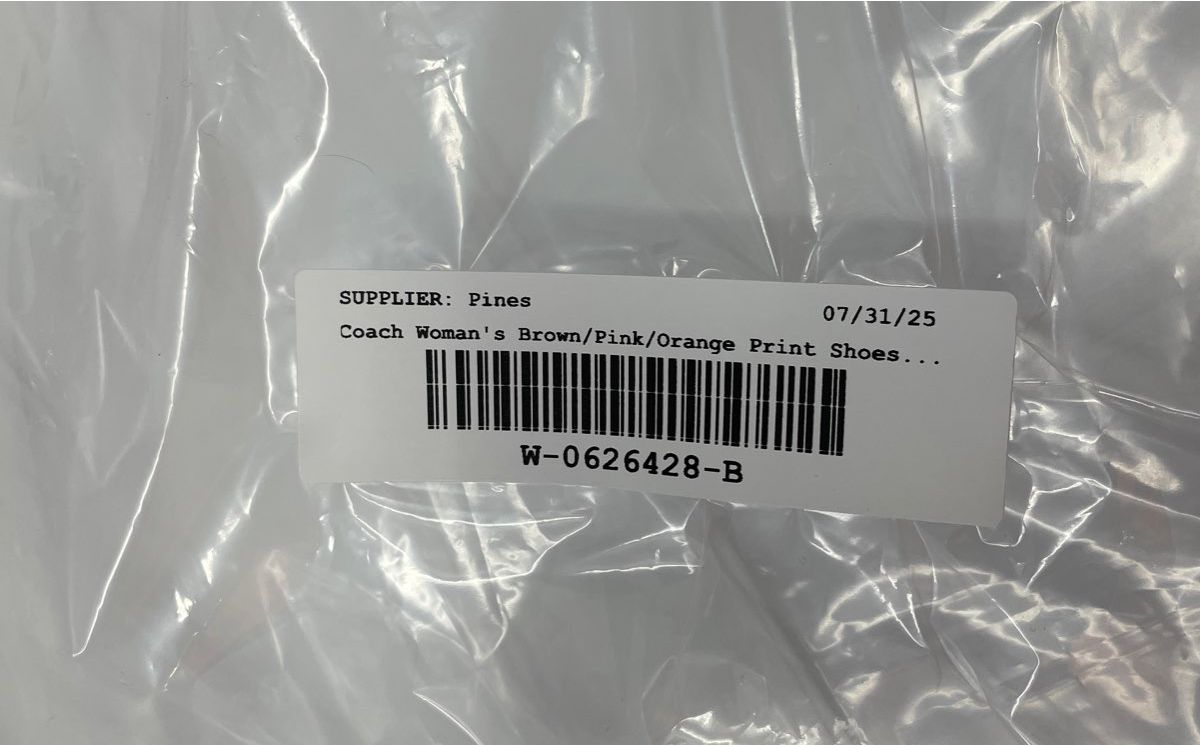 SUPPLIER: Pines
07/31/25
Coach Woman's Brown/Pink/Orange Print Shoes...
W-0626428-B